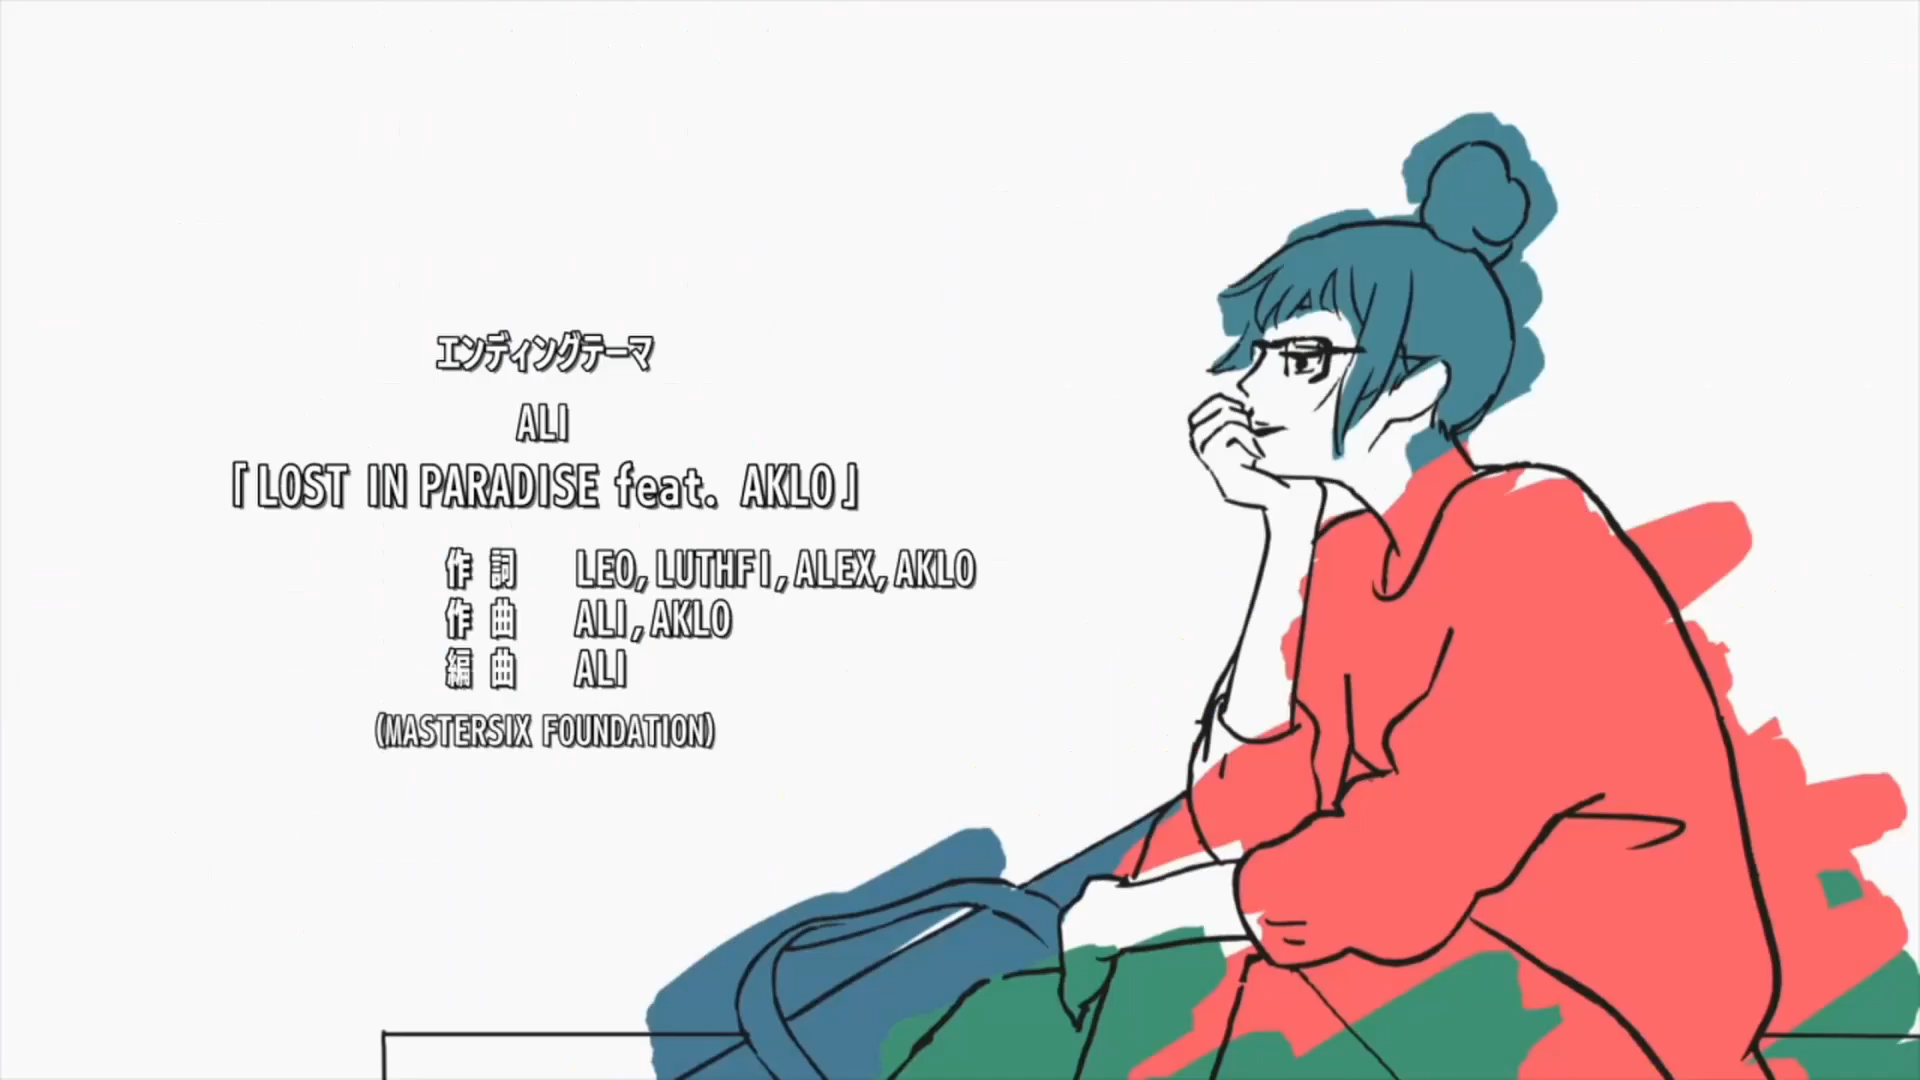 エンディングテーマ
ALI
「LOST IN PARADISE feat. AKLO」
作 詞 LEO, LUTHFI, ALEX, AKLO
作 曲 ALI, AKLO
編 曲 ALI
(MASTERSIX FOUNDATION)